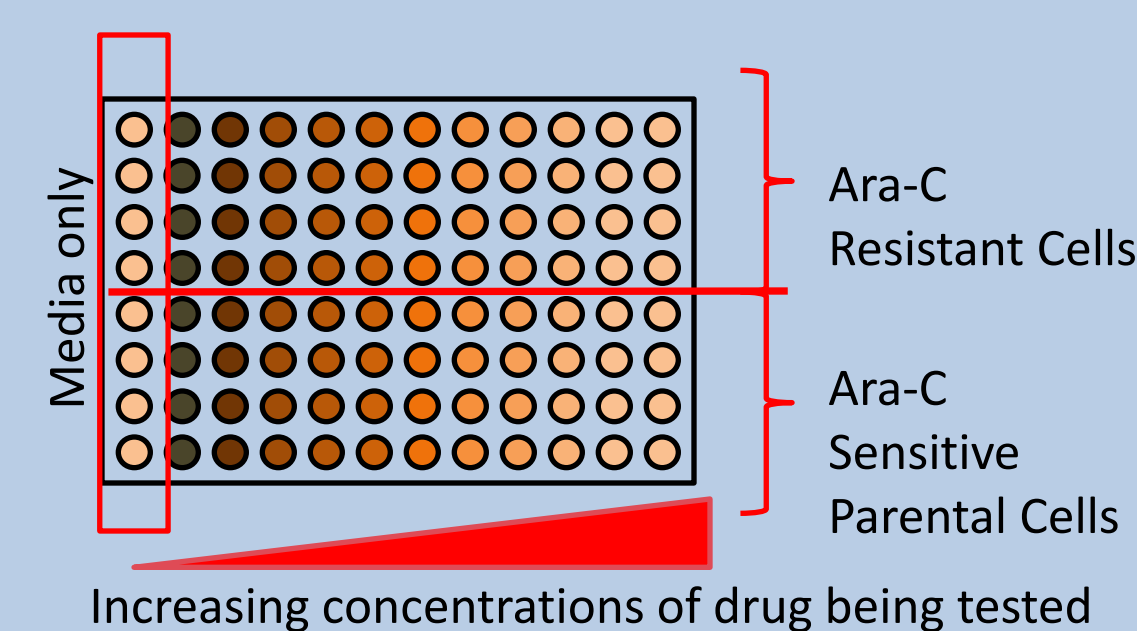 Media only
Ara-C
Resistant Cells
Ara-C
Sensitive
Parental Cells
Increasing concentrations of drug being tested